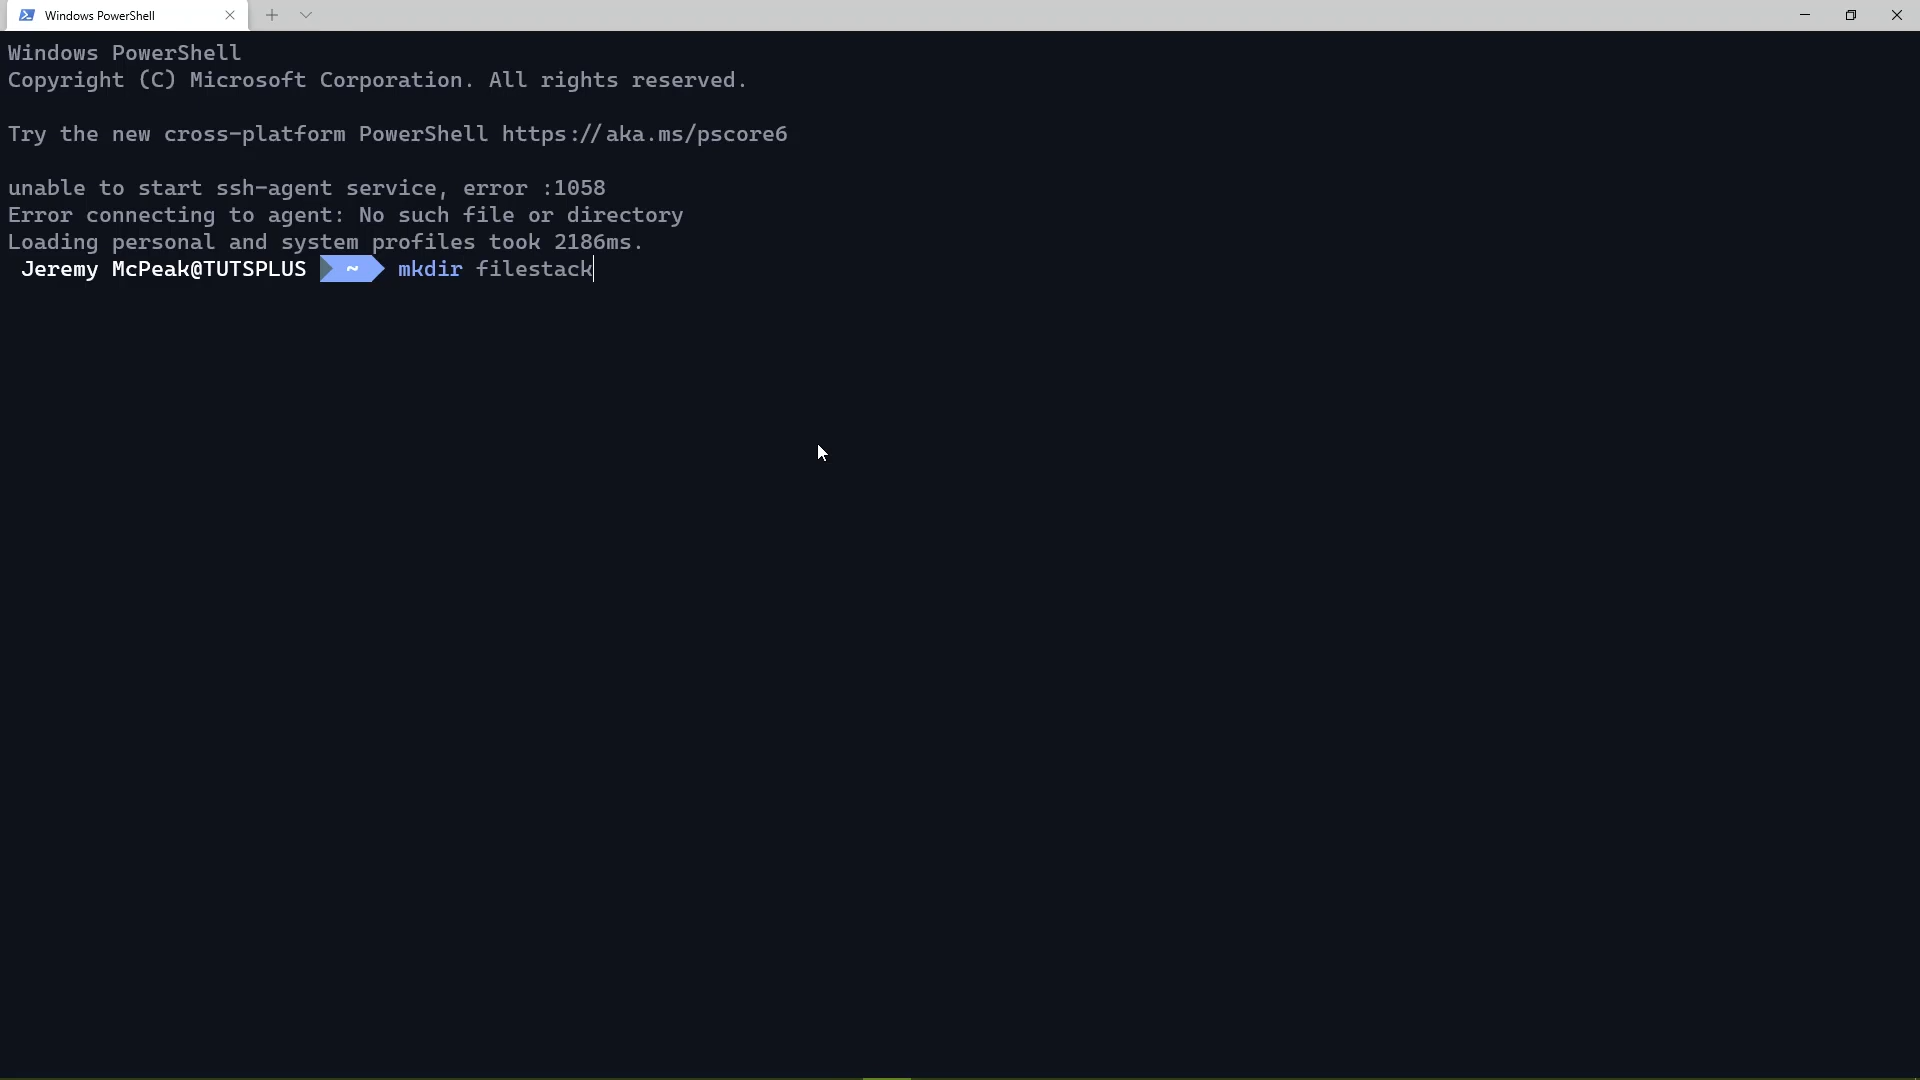 Windows PowerShell
Windows PowerShell
Copyright (C) Microsoft Corporation. All rights reserved.
Try the new cross-platform PowerShell https://aka.ms/pscore6
unable to start ssh-agent service, error :1058
Error connecting to agent: No such file or directory
Loading personal and system profiles took 2186ms.
Jeremy McPeak@TUTSPLUS ~ mkdir filestack